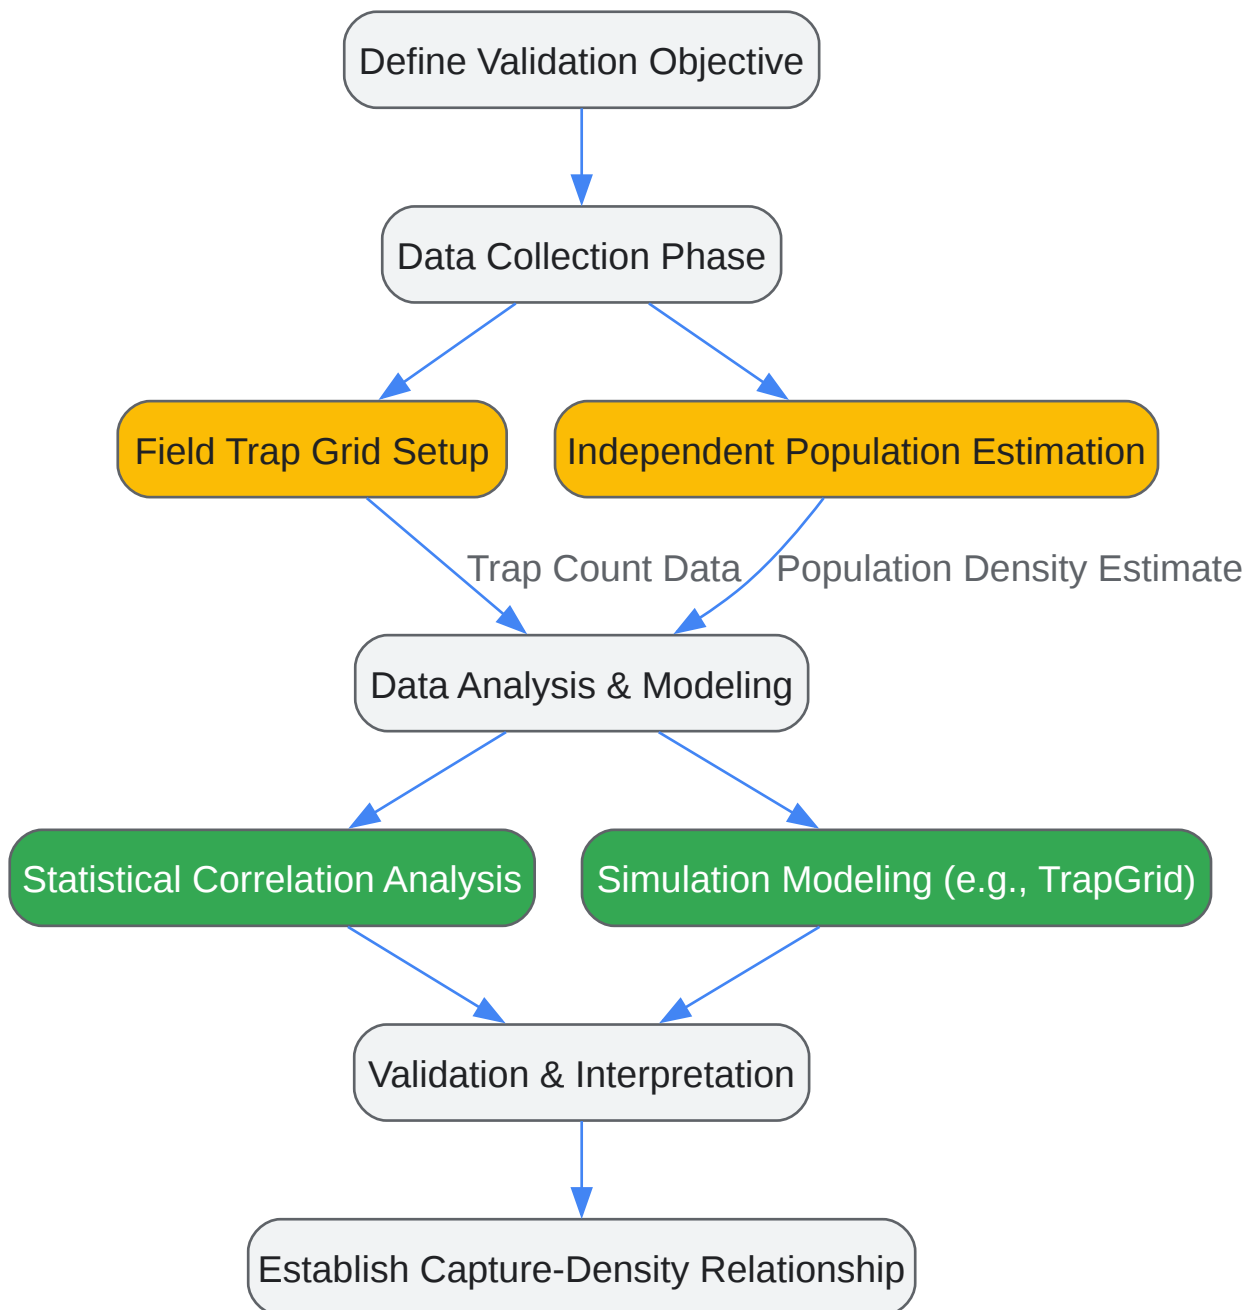 Define Validation Objective
Data Collection Phase
Field Trap Grid Setup
Independent Population Estimation
Trap Count Data
Population Density Estimate
Data Analysis & Modeling
Statistical Correlation Analysis
Simulation Modeling (e.g., TrapGrid)
Validation & Interpretation
Establish Capture-Density Relationship